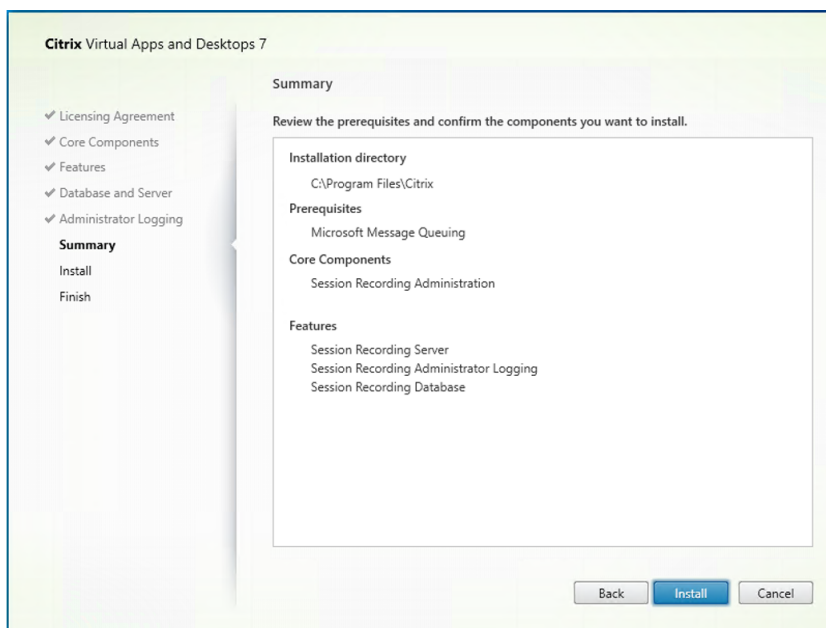 Citrix Virtual Apps and Desktops 7
Licensing Agreement
Core Components
Features
Database and Server
Administrator Logging
Summary
Install
Finish
Summary
Review the prerequisites and confirm the components you want to install.
Installation directory
C:\Program Files\Citrix
Prerequisites
Microsoft Message Queuing
Core Components
Session Recording Administration
Features
Session Recording Server
Session Recording Administrator Logging
Session Recording Database
Back
Install
Cancel